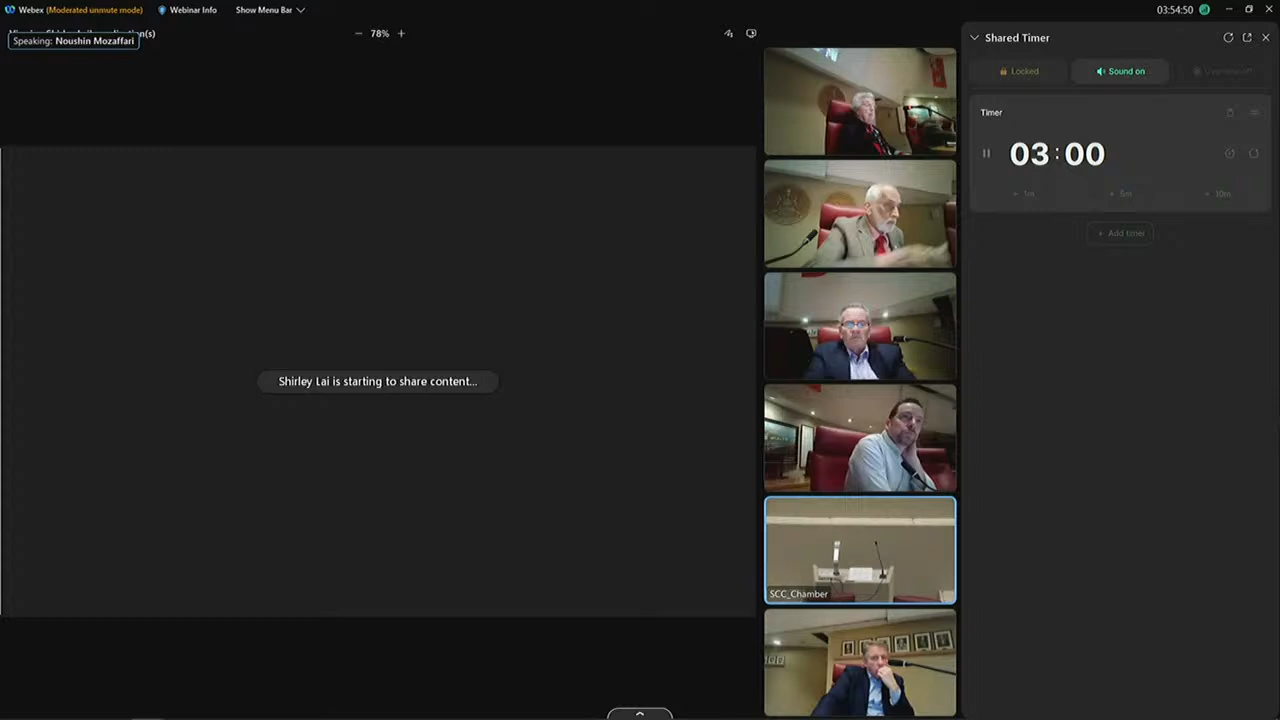 Webex (Moderated unmute mode) Webinar Info Show Menu Bar 03:54:50
Speaking: Noushin Mozaffari
78%
Shirley Lai is starting to share content...
SCC_Chamber
Shared Timer
Locked Sound on
Timer
03:00
+ 1m + 5m + 10m
+ Add timer